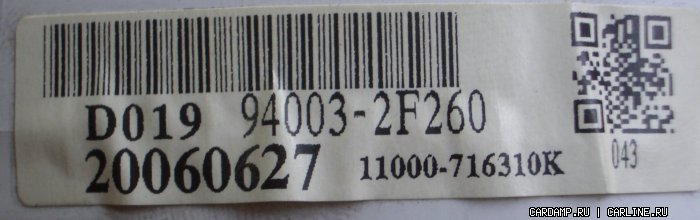 D019 94003-2F260
20060627 11000-716310K
043
CARDAMP.RU | CARLINE.RU